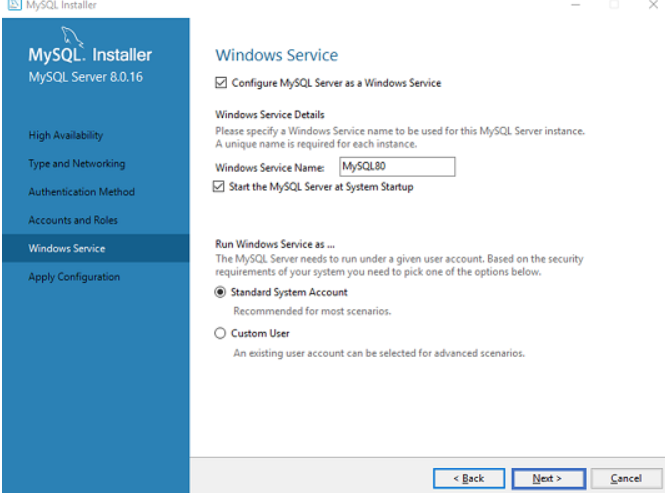 MySQL Installer
MySQL. Installer
MySQL Server 8.0.16
High Availability
Type and Networking
Authentication Method
Accounts and Roles
Windows Service
Apply Configuration
Windows Service
Configure MySQL Server as a Windows Service
Windows Service Details
Please specify a Windows Service name to be used for this MySQL Server instance.
A unique name is required for each instance.
Windows Service Name: MySQL80
Start the MySQL Server at System Startup
Run Windows Service as ...
The MySQL Server needs to run under a given user account. Based on the security
requirements of your system you need to pick one of the options below.
Standard System Account
Recommended for most scenarios.
Custom User
An existing user account can be selected for advanced scenarios.
< Back
Next >
Cancel